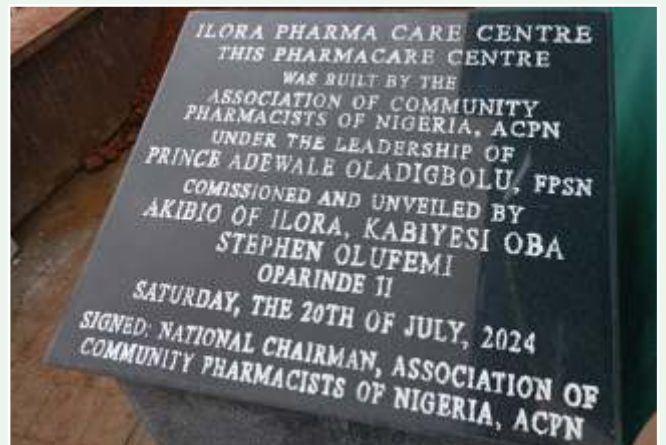 ILORA PHARMA CARE CENTRE
THIS PHARMACARE CENTRE
WAS BUILT BY THE
ASSOCIATION OF COMMUNITY
PHARMACISTS OF NIGERIA, ACPN
UNDER THE LEADERSHIP OF
PRINCE ADEWALE OLADIGBOLU, FPSN
COMISSIONED AND UNVEILED BY
AKIBIO OF ILORA, KABIYESI OBA
STEPHEN OLUFEMI
OPARINDE II
SATURDAY, THE 20TH OF JULY, 2024
SIGNED: NATIONAL CHAIRMAN, ASSOCIATION OF
COMMUNITY PHARMACISTS OF NIGERIA, ACPN